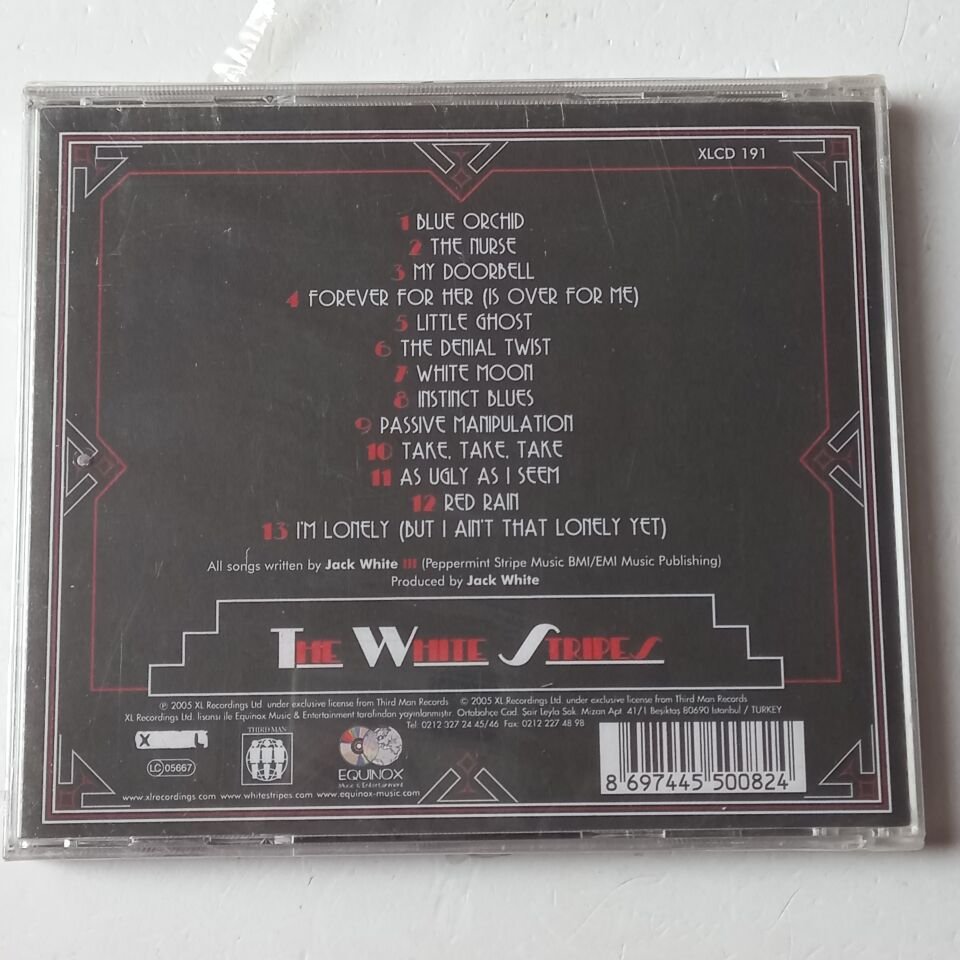 XLCD 191
1 BLUE ORCHID
2 THE NURSE
3 MY DOORBELL
4 FOREVER FOR HER (IS OVER FOR ME)
5 LITTLE GHOST
6 THE DENIAL TWIST
7 WHITE MOON
8 INSTINCT BLUES
9 PASSIVE MANIPULATION
10 TAKE, TAKE, TAKE
11 AS UGLY AS I SEEM
12 RED RAIN
13 I'M LONELY (BUT I AIN'T THAT LONELY YET)
All songs written by Jack White III (Peppermint Stripe Music BMI/EMI Music Publishing)
Produced by Jack White
THE WHITE STRIPES
℗ 2005 XL Recordings Ltd. under exclusive license from Third Man Records © 2005 XL Recordings Ltd. under exclusive license from Third Man Records
XL Recordings Ltd. lisansı ile Equinox Music & Entertainment tarafından yayınlanmıştır. Ortabahçe Cad. Şair Leyla Sok. Mizan Apt 41/1 Beşiktaş 80690 İstanbul / TURKEY
Tel: 0212 327 24 45/46 Fax: 0212 227 48 98
X L
LC 05667
THIRD MAN
EQUINOX
Music & Entertainment
www.xlrecordings.com www.whitestripes.com www.equinox-music.com
8 697445 500824